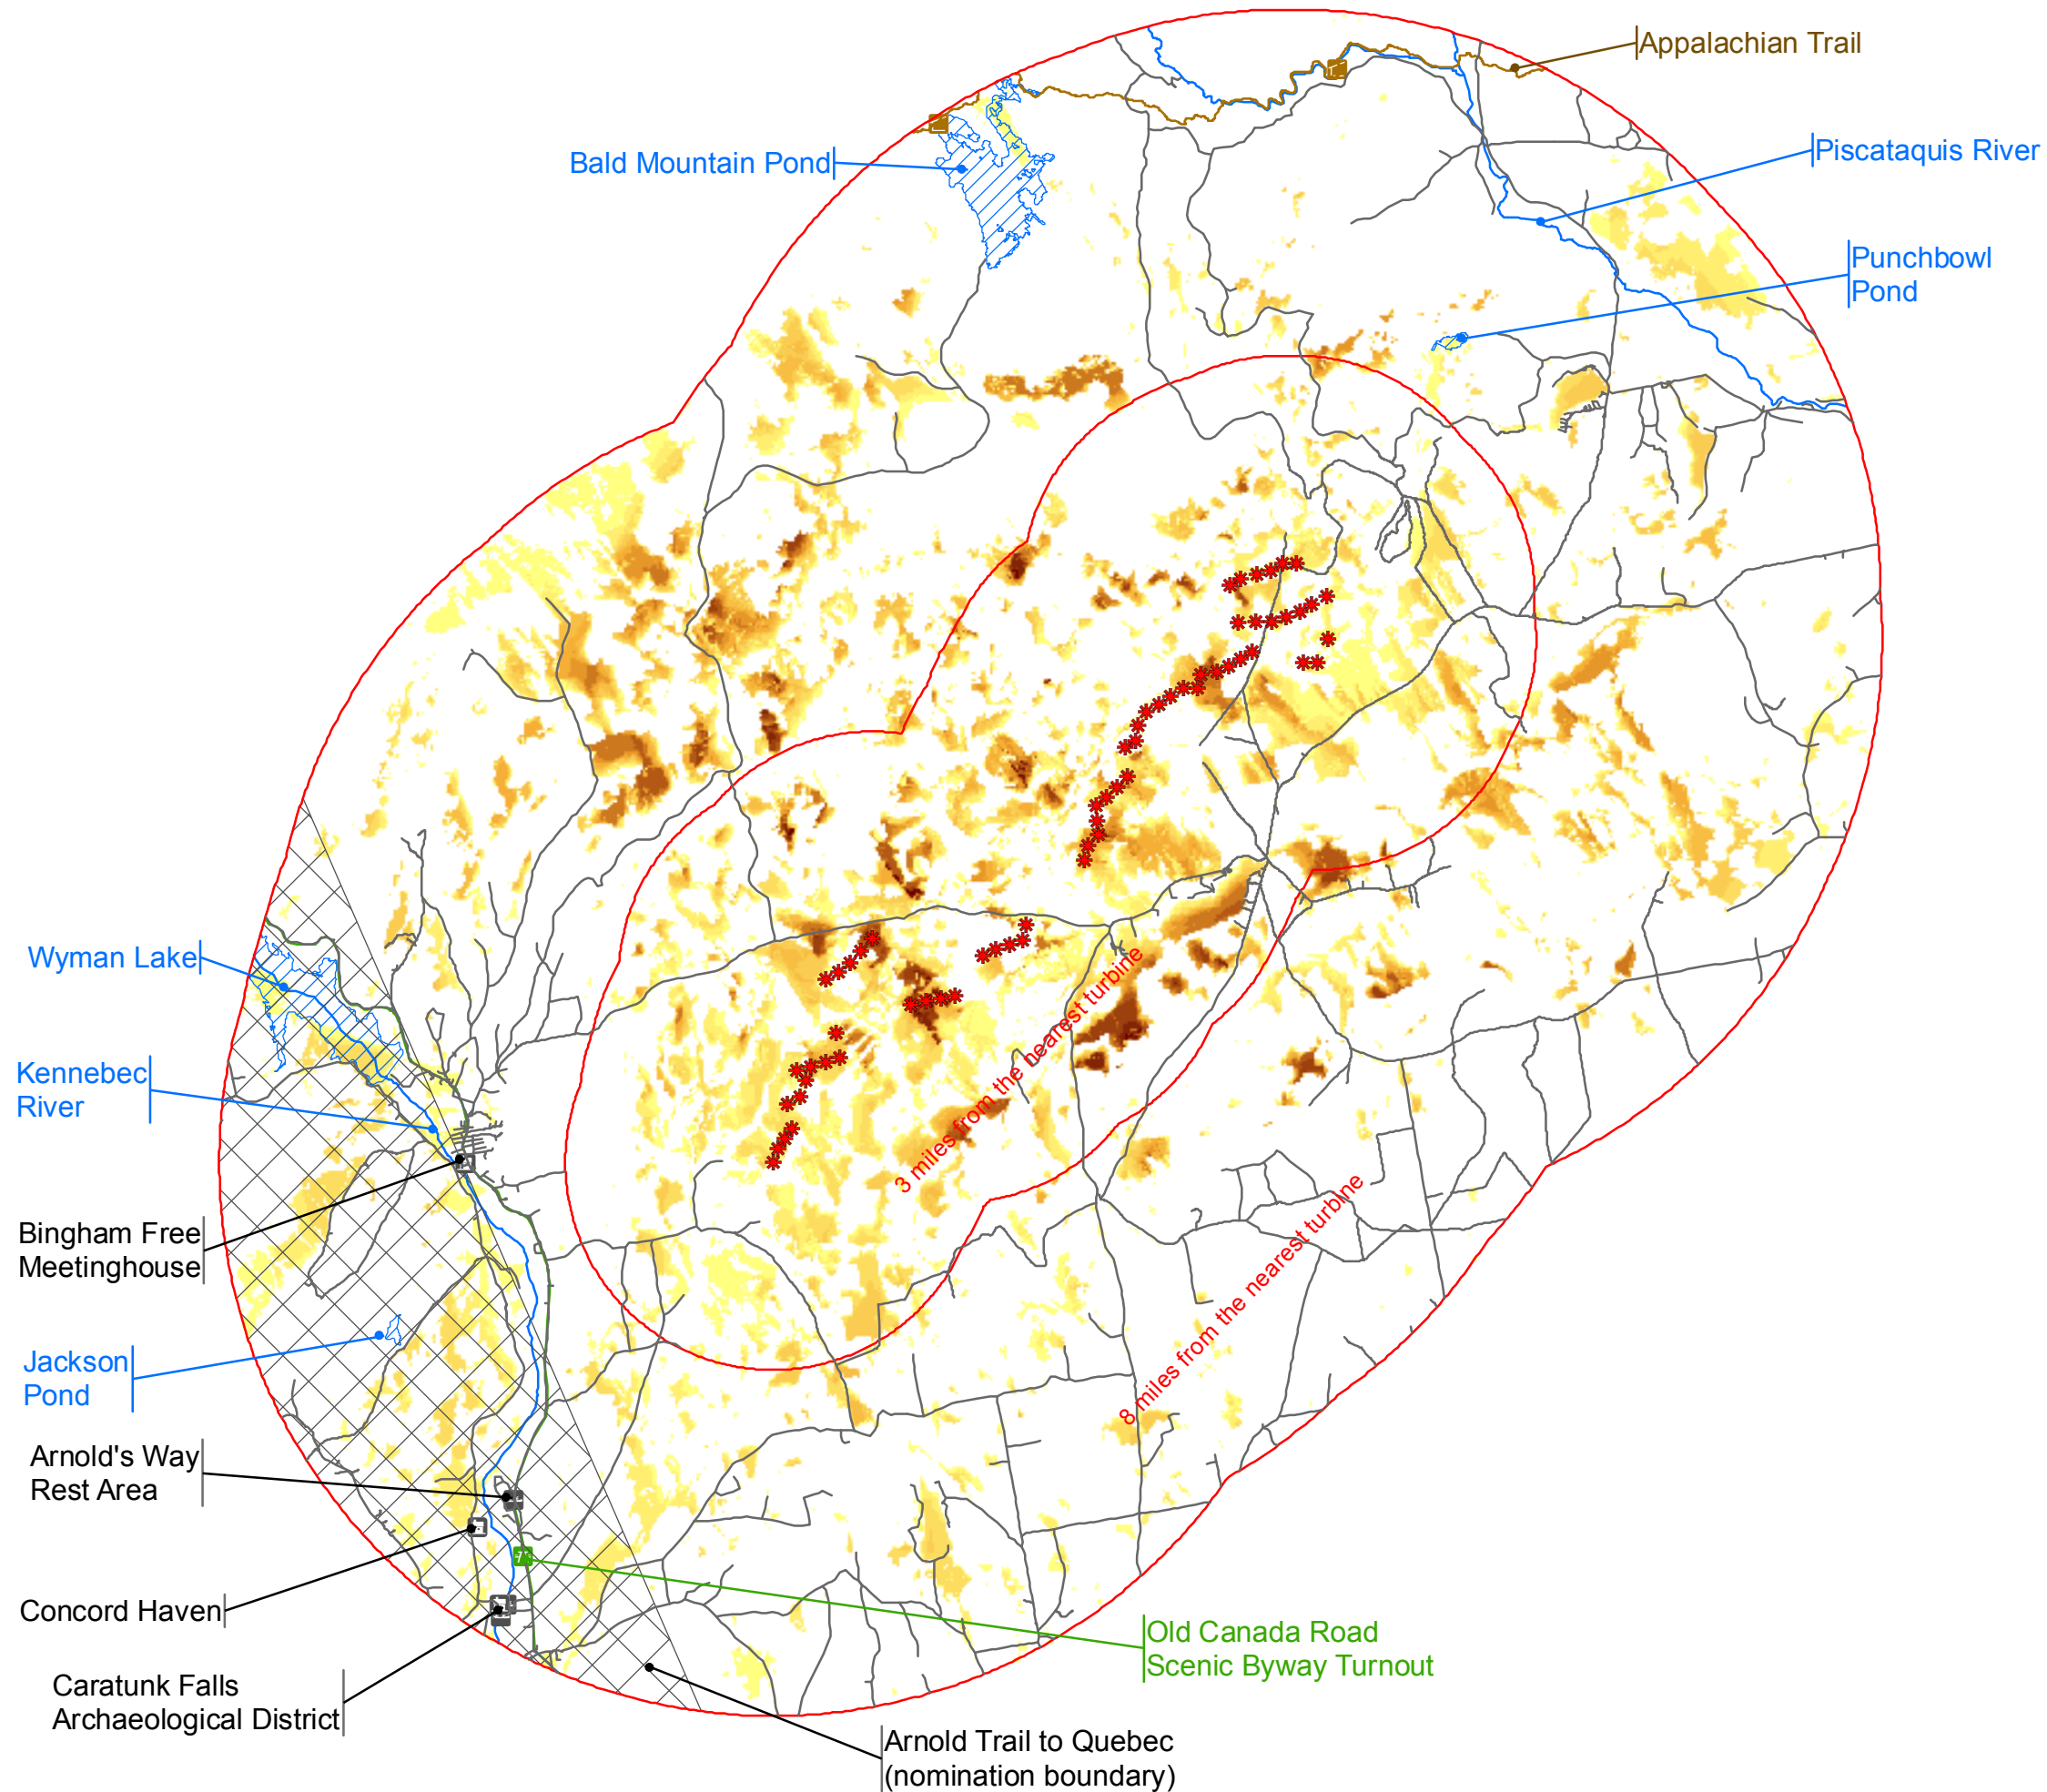 Appalachian Trail
Bald Mountain Pond
Piscataquis River
Punchbowl
Pond
Wyman Lake
3 miles from the nearest turbine
Kennebec
River
8 miles from the nearest turbine
Bingham Free
Meetinghouse
Jackson
Pond
Arnold's Way
Rest Area
Concord Haven
Old Canada Road
Scenic Byway Turnout
Caratunk Falls
Archaeological District
Arnold Trail to Quebec
(nomination boundary)